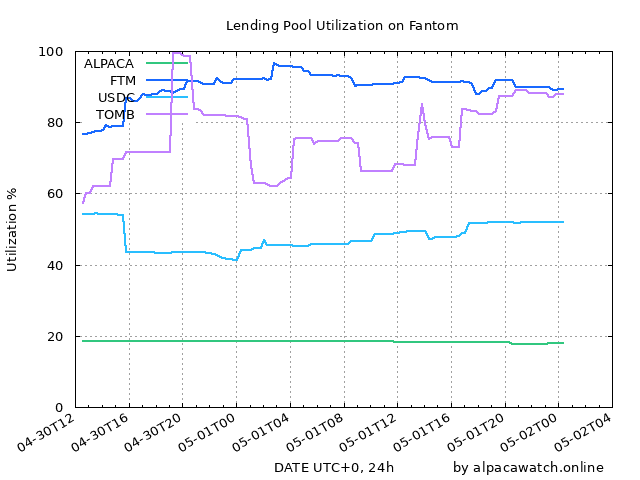 Lending Pool Utilization on Fantom
ALPACA
FTM
USDC
TOMB
Utilization %
100
80
60
40
20
0
04-30T12
04-30T16
04-30T20
05-01T00
05-01T04
05-01T08
05-01T12
05-01T16
05-01T20
05-02T00
05-02T04
DATE UTC+0, 24h
by alpacawatch.online